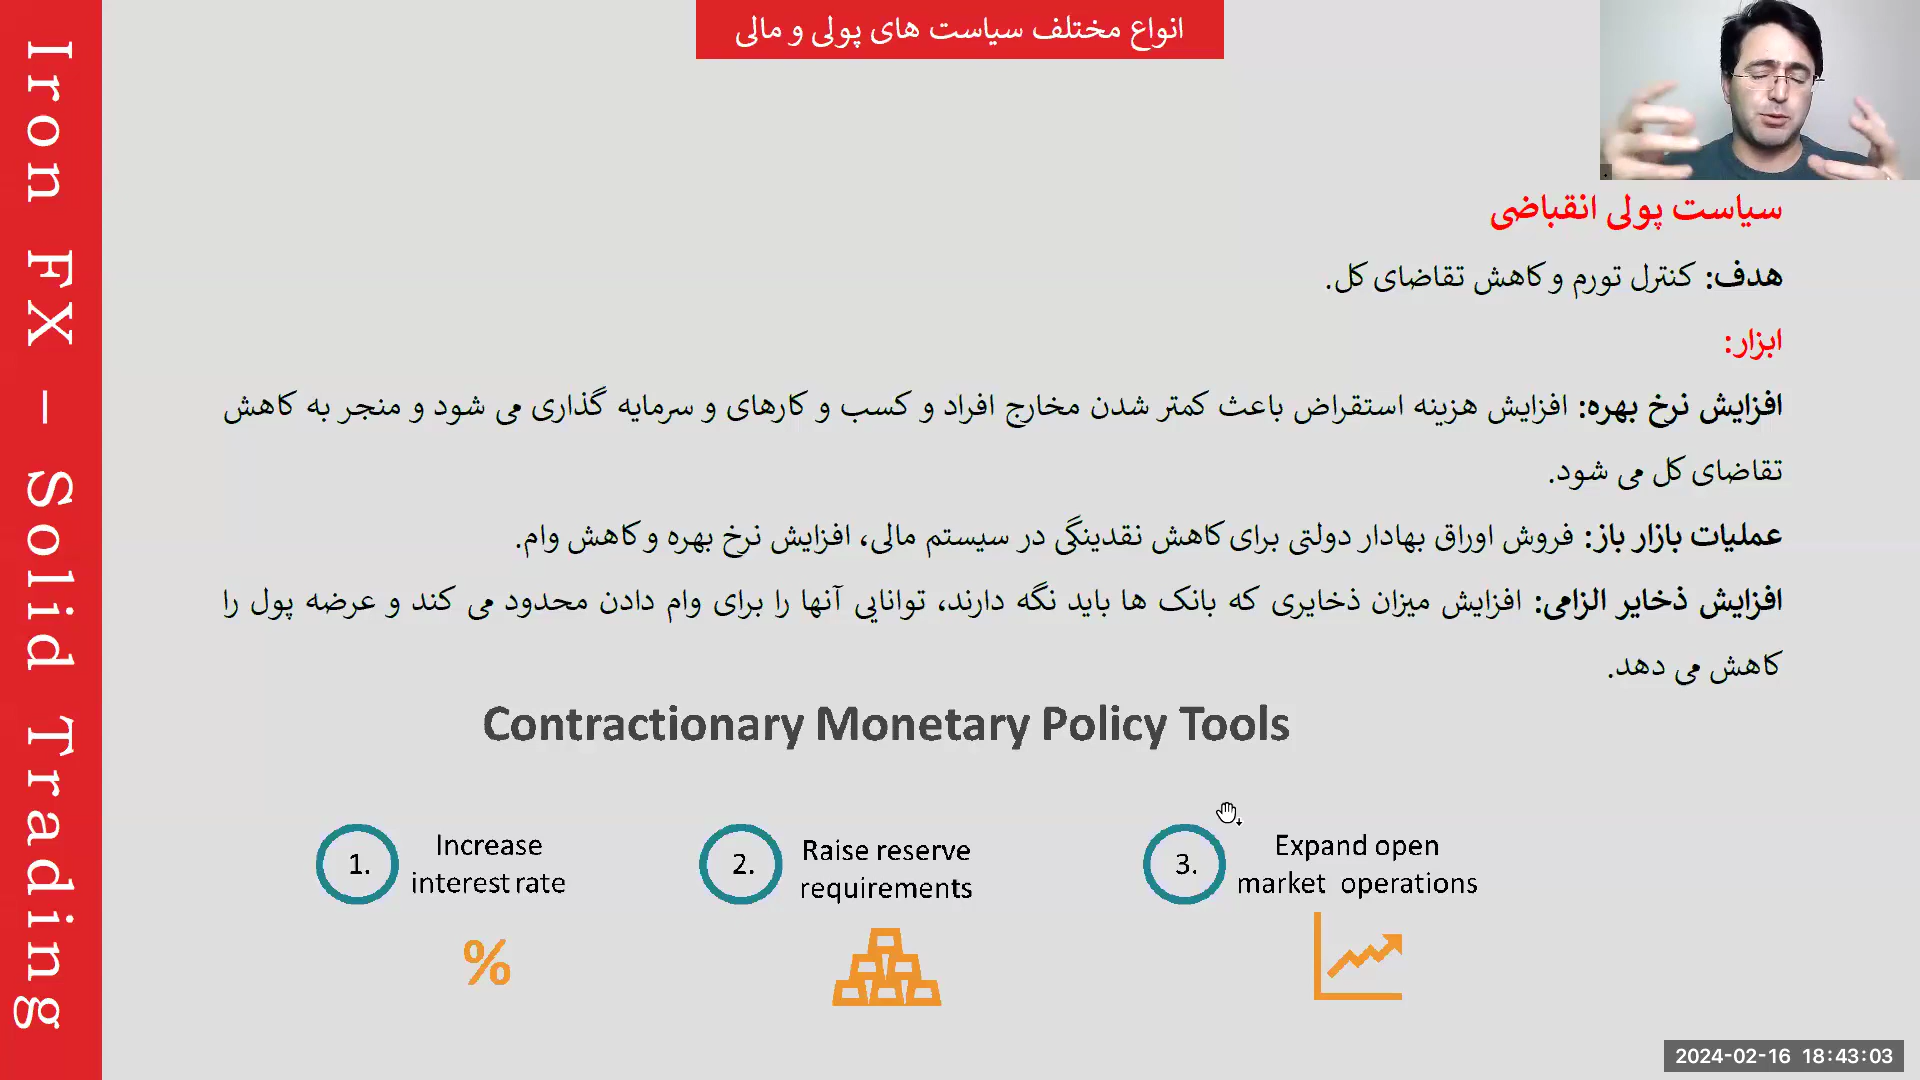 انواع مختلف سیاست های پولی و مالی
Iron FX – Solid Trading
سیاست پولی انقباضی
هدف: کنترل تورم و کاهش تقاضای کل.
ابزار:
افزایش نرخ بهره: افزایش هزینه استقراض باعث کمتر شدن مخارج افراد و کسب و کارهای و سرمایه گذاری می شود و منجر به کاهش
تقاضای کل می شود.
عملیات بازار باز: فروش اوراق بهادار دولتی برای کاهش نقدینگی در سیستم مالی، افزایش نرخ بهره و کاهش وام.
افزایش ذخایر الزامی: افزایش میزان ذخایری که بانک ها باید نگه دارند، توانایی آنها را برای وام دادن محدود می کند و عرضه پول را
کاهش می دهد.
Contractionary Monetary Policy Tools
1. Increase
interest rate
%
2. Raise reserve
requirements
3. Expand open
market operations
2024-02-16 18:43:03